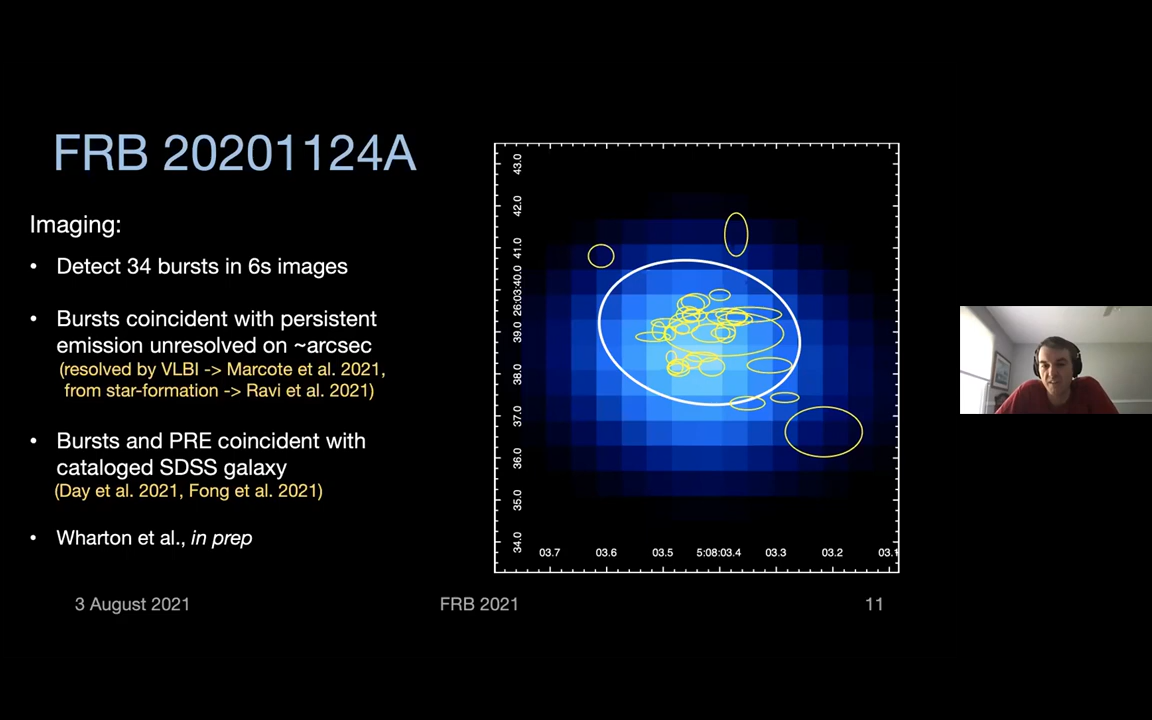 FRB 20201124A
Imaging:
• Detect 34 bursts in 6s images
• Bursts coincident with persistent
emission unresolved on ~arcsec
(resolved by VLBI -> Marcote et al. 2021,
from star-formation -> Ravi et al. 2021)
• Bursts and PRE coincident with
cataloged SDSS galaxy
(Day et al. 2021, Fong et al. 2021)
• Wharton et al., in prep
43.0
42.0
41.0
26:03:40.0
39.0
38.0
37.0
36.0
35.0
34.0
03.7 03.6 03.5 5:08:03.4 03.3 03.2 03.1
3 August 2021 FRB 2021 11